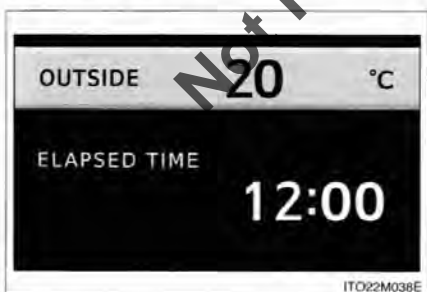 Not
OUTSIDE 20 °C
ELAPSED TIME
12:00
ITO22M038E